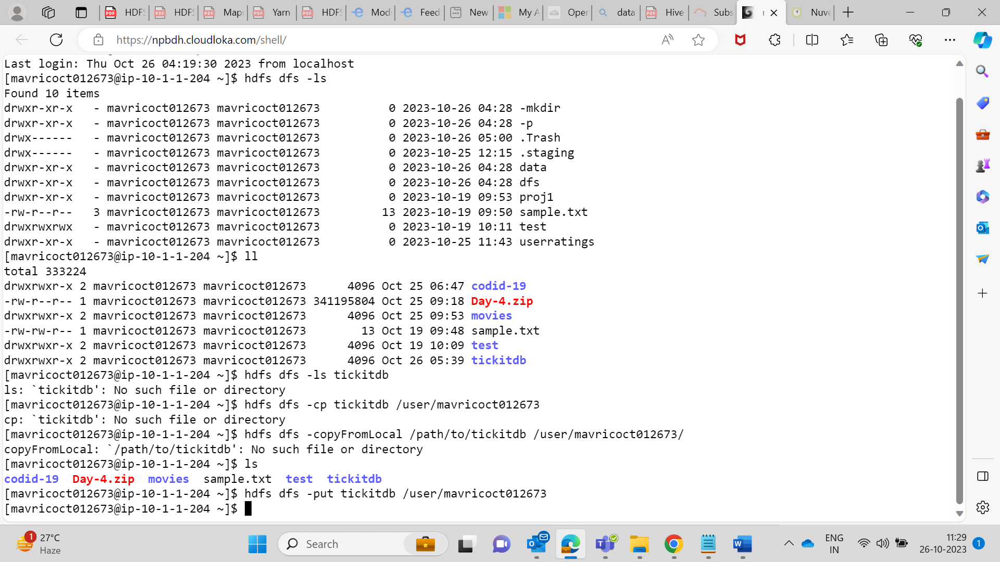 HDFS
HDFS
Mapr
Yarn
HDFS
Mod
Feed
New
My A
Oper
data
Hive
Subs
Nuve
https://npbdh.cloudloka.com/shell/
Last login: Thu Oct 26 04:19:30 2023 from localhost
[mavricoct012673@ip-10-1-1-204 ~]$ hdfs dfs -ls
Found 10 items
drwxr-xr-x   - mavricoct012673 mavricoct012673          0 2023-10-26 04:28 -mkdir
drwxr-xr-x   - mavricoct012673 mavricoct012673          0 2023-10-26 04:28 -p
drwx------   - mavricoct012673 mavricoct012673          0 2023-10-26 05:00 .Trash
drwx------   - mavricoct012673 mavricoct012673          0 2023-10-25 12:15 .staging
drwxr-xr-x   - mavricoct012673 mavricoct012673          0 2023-10-26 04:28 data
drwxr-xr-x   - mavricoct012673 mavricoct012673          0 2023-10-26 04:28 dfs
drwxr-xr-x   - mavricoct012673 mavricoct012673          0 2023-10-19 09:53 proj1
-rw-r--r--   3 mavricoct012673 mavricoct012673         13 2023-10-19 09:50 sample.txt
drwxrwxrwx   - mavricoct012673 mavricoct012673          0 2023-10-19 10:11 test
drwxr-xr-x   - mavricoct012673 mavricoct012673          0 2023-10-25 11:43 userratings
[mavricoct012673@ip-10-1-1-204 ~]$ ll
total 333224
drwxrwxr-x 2 mavricoct012673 mavricoct012673      4096 Oct 25 06:47 codid-19
-rw-r--r-- 1 mavricoct012673 mavricoct012673 341195804 Oct 25 09:18 Day-4.zip
drwxrwxr-x 2 mavricoct012673 mavricoct012673      4096 Oct 25 09:53 movies
-rw-rw-r-- 1 mavricoct012673 mavricoct012673        13 Oct 19 09:48 sample.txt
drwxrwxr-x 2 mavricoct012673 mavricoct012673      4096 Oct 19 10:09 test
drwxrwxr-x 2 mavricoct012673 mavricoct012673      4096 Oct 26 05:39 tickitdb
[mavricoct012673@ip-10-1-1-204 ~]$ hdfs dfs -ls tickitdb
ls: `tickitdb': No such file or directory
[mavricoct012673@ip-10-1-1-204 ~]$ hdfs dfs -cp tickitdb /user/mavricoct012673
cp: `tickitdb': No such file or directory
[mavricoct012673@ip-10-1-1-204 ~]$ hdfs dfs -copyFromLocal /path/to/tickitdb /user/mavricoct012673/
copyFromLocal: `/path/to/tickitdb': No such file or directory
[mavricoct012673@ip-10-1-1-204 ~]$ ls
codid-19  Day-4.zip  movies  sample.txt  test  tickitdb
[mavricoct012673@ip-10-1-1-204 ~]$ hdfs dfs -put tickitdb /user/mavricoct012673
[mavricoct012673@ip-10-1-1-204 ~]$
1
27°C
Haze
Search
ENG
IN
11:29
26-10-2023
1